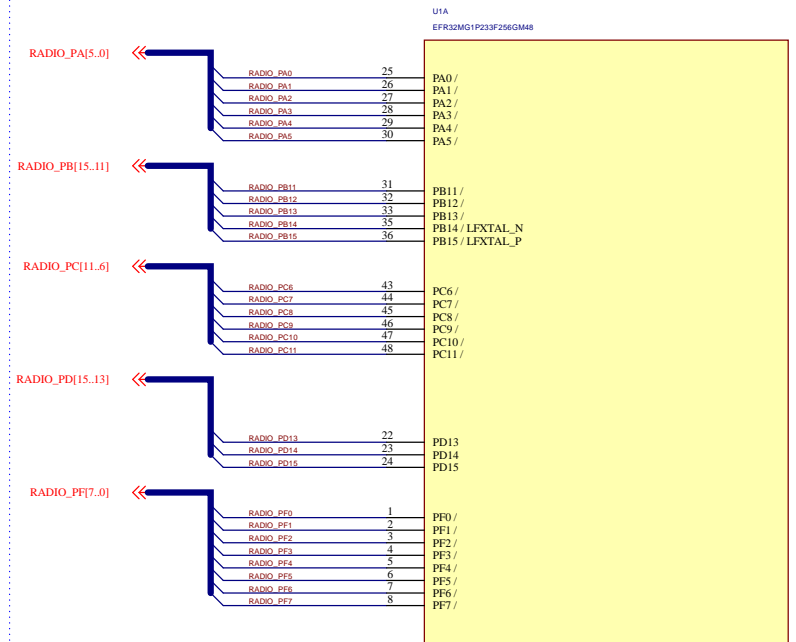 U1A
EFR32MG1P233F256GM48
RADIO_PA[5..0]
RADIO_PA0 25 PA0 /
RADIO_PA1 26 PA1 /
RADIO_PA2 27 PA2 /
RADIO_PA3 28 PA3 /
RADIO_PA4 29 PA4 /
RADIO_PA5 30 PA5 /
RADIO_PB[15..11]
RADIO_PB11 31 PB11 /
RADIO_PB12 32 PB12 /
RADIO_PB13 33 PB13 /
RADIO_PB14 35 PB14 / LFXTAL_N
RADIO_PB15 36 PB15 / LFXTAL_P
RADIO_PC[11..6]
RADIO_PC6 43 PC6 /
RADIO_PC7 44 PC7 /
RADIO_PC8 45 PC8 /
RADIO_PC9 46 PC9 /
RADIO_PC10 47 PC10 /
RADIO_PC11 48 PC11 /
RADIO_PD[15..13]
RADIO_PD13 22 PD13
RADIO_PD14 23 PD14
RADIO_PD15 24 PD15
RADIO_PF[7..0]
RADIO_PF0 1 PF0 /
RADIO_PF1 2 PF1 /
RADIO_PF2 3 PF2 /
RADIO_PF3 4 PF3 /
RADIO_PF4 5 PF4 /
RADIO_PF5 6 PF5 /
RADIO_PF6 7 PF6 /
RADIO_PF7 8 PF7 /